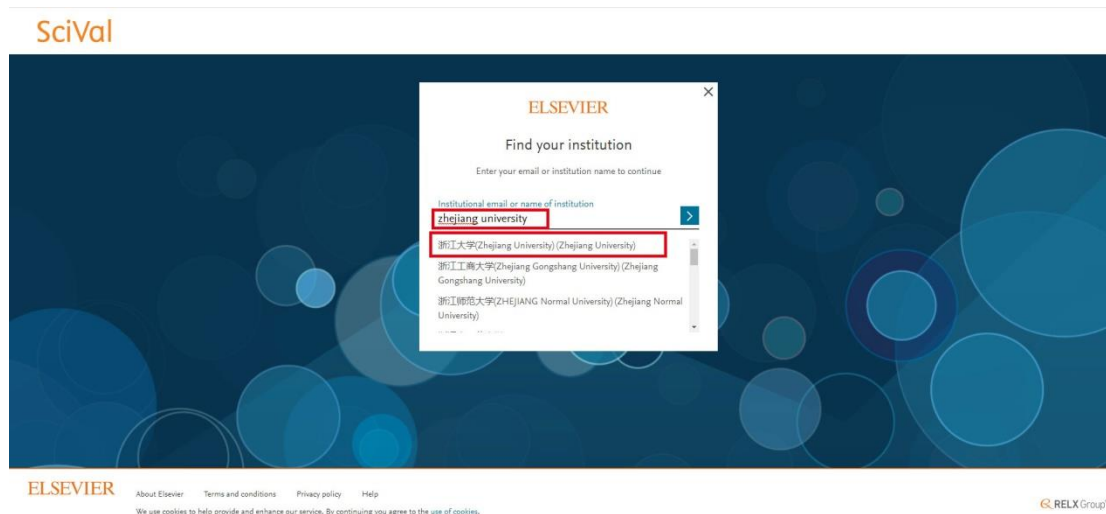 SciVal
ELSEVIER
Find your institution
Enter your email or institution name to continue
Institutional email or name of institution
zhejiang university
浙江大学(Zhejiang University) (Zhejiang University)
浙江工商大学(Zhejiang Gongshang University) (Zhejiang
Gongshang University)
浙江师范大学(ZHEJIANG Normal University) (Zhejiang Normal
University)
ELSEVIER
About Elsevier Terms and conditions Privacy policy Help
We use cookies to help provide and enhance our service. By continuing you agree to the use of cookies.
RELX Group